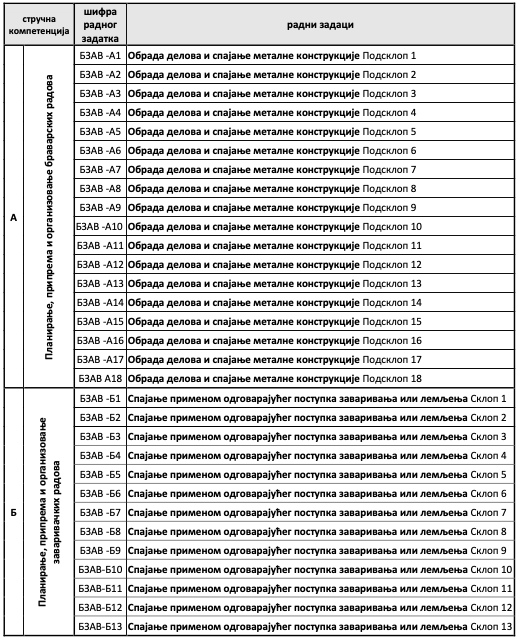 стручна компетенција шифра радног задатка радни задаци
А Планирање, припрема и организовање браварских радова
БЗАВ -А1 Обрада делова и спајање металне конструкције Подсклоп 1
БЗАВ -А2 Обрада делова и спајање металне конструкције Подсклоп 2
БЗАВ -А3 Обрада делова и спајање металне конструкције Подсклоп 3
БЗАВ -А4 Обрада делова и спајање металне конструкције Подсклоп 4
БЗАВ -А5 Обрада делова и спајање металне конструкције Подсклоп 5
БЗАВ -А6 Обрада делова и спајање металне конструкције Подсклоп 6
БЗАВ -А7 Обрада делова и спајање металне конструкције Подсклоп 7
БЗАВ -А8 Обрада делова и спајање металне конструкције Подсклоп 8
БЗАВ -А9 Обрада делова и спајање металне конструкције Подсклоп 9
БЗАВ -А10 Обрада делова и спајање металне конструкције Подсклоп 10
БЗАВ -А11 Обрада делова и спајање металне конструкције Подсклоп 11
БЗАВ -А12 Обрада делова и спајање металне конструкције Подсклоп 12
БЗАВ -А13 Обрада делова и спајање металне конструкције Подсклоп 13
БЗАВ -А14 Обрада делова и спајање металне конструкције Подсклоп 14
БЗАВ -А15 Обрада делова и спајање металне конструкције Подсклоп 15
БЗАВ -А16 Обрада делова и спајање металне конструкције Подсклоп 16
БЗАВ -А17 Обрада делова и спајање металне конструкције Подсклоп 17
БЗАВ А18 Обрада делова и спајање металне конструкције Подсклоп 18
Б Планирање, припрема и организовање заваривачких радова
БЗАВ -Б1 Спајање применом одговарајућег поступка заваривања или лемљења Склоп 1
БЗАВ -Б2 Спајање применом одговарајућег поступка заваривања или лемљења Склоп 2
БЗАВ -Б3 Спајање применом одговарајућег поступка заваривања или лемљења Склоп 3
БЗАВ -Б4 Спајање применом одговарајућег поступка заваривања или лемљења Склоп 4
БЗАВ -Б5 Спајање применом одговарајућег поступка заваривања или лемљења Склоп 5
БЗАВ -Б6 Спајање применом одговарајућег поступка заваривања или лемљења Склоп 6
БЗАВ -Б7 Спајање применом одговарајућег поступка заваривања или лемљења Склоп 7
БЗАВ -Б8 Спајање применом одговарајућег поступка заваривања или лемљења Склоп 8
БЗАВ -Б9 Спајање применом одговарајућег поступка заваривања или лемљења Склоп 9
БЗАВ-Б10 Спајање применом одговарајућег поступка заваривања или лемљења Склоп 10
БЗАВ-Б11 Спајање применом одговарајућег поступка заваривања или лемљења Склоп 11
БЗАВ-Б12 Спајање применом одговарајућег поступка заваривања или лемљења Склоп 12
БЗАВ-Б13 Спајање применом одговарајућег поступка заваривања или лемљења Склоп 13